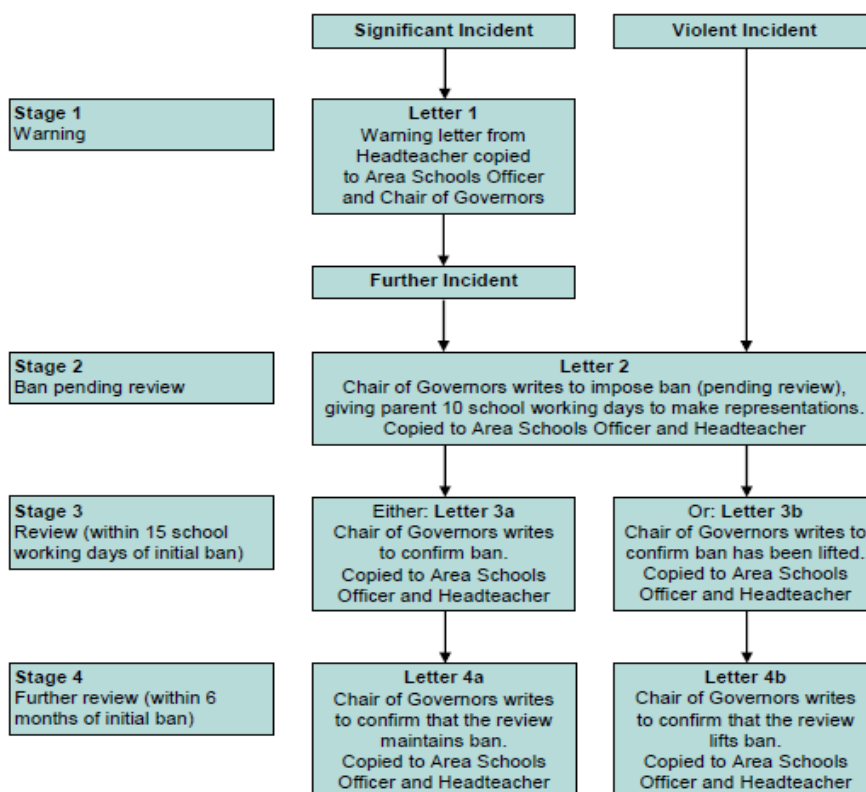 Significant Incident
Violent Incident
Stage 1
Warning
Letter 1
Warning letter from
Headteacher copied
to Area Schools Officer
and Chair of Governors
Further Incident
Stage 2
Ban pending review
Letter 2
Chair of Governors writes to impose ban (pending review),
giving parent 10 school working days to make representations.
Copied to Area Schools Officer and Headteacher
Stage 3
Review (within 15 school
working days of initial ban)
Either: Letter 3a
Chair of Governors writes
to confirm ban.
Copied to Area Schools
Officer and Headteacher
Or: Letter 3b
Chair of Governors writes to
confirm ban has been lifted.
Copied to Area Schools
Officer and Headteacher
Stage 4
Further review (within 6
months of initial ban)
Letter 4a
Chair of Governors writes
to confirm that the review
maintains ban.
Copied to Area Schools
Officer and Headteacher
Letter 4b
Chair of Governors writes
to confirm that the review
lifts ban.
Copied to Area Schools
Officer and Headteacher